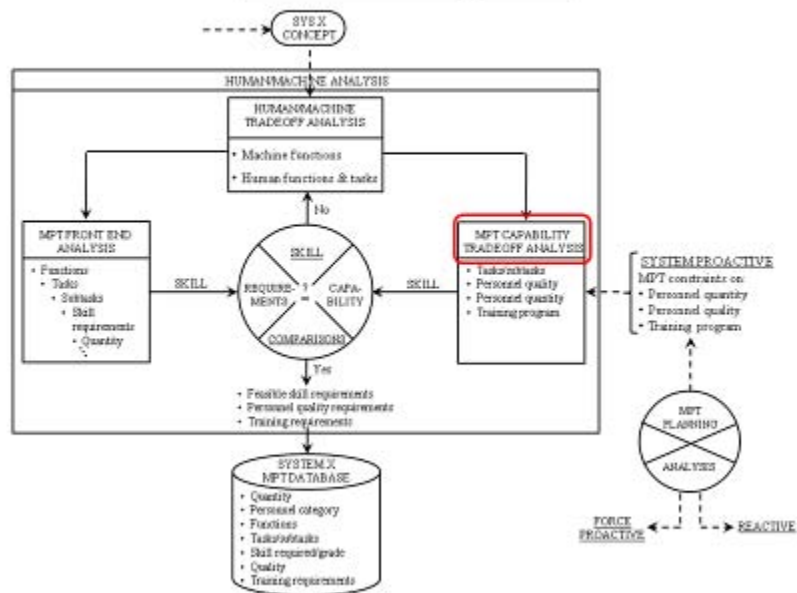 SYS X
CONCEPT
HUMAN/MACHINE ANALYSIS
HUMAN/MACHINE
TRADEOFF ANALYSIS
• Machine functions
• Human functions & tasks
No
MPT FRONT END
ANALYSIS
• Functions
• Tasks
• Subtasks
• Skill
requirements
• Quantity
SKILL
SKILL
REQUIRE-
MENTS
?
=
CAPA-
BILITY
COMPARISONS
SKILL
MPT CAPABILITY
TRADEOFF ANALYSIS
• Tasks/subtasks
• Personnel quality
• Personnel quantity
• Training program
SYSTEM PROACTIVE
MPT constraints on:
• Personnel quantity
• Personnel quality
• Training program
Yes
• Feasible skill requirements
• Personnel quality requirements
• Training requirements
MPT
PLANNING
ANALYSIS
FORCE
PROACTIVE
REACTIVE
SYSTEM X
MPT DATABASE
• Quantity
• Personnel category
• Functions
• Tasks/subtasks
• Skill required/grade
• Quality
• Training requirements